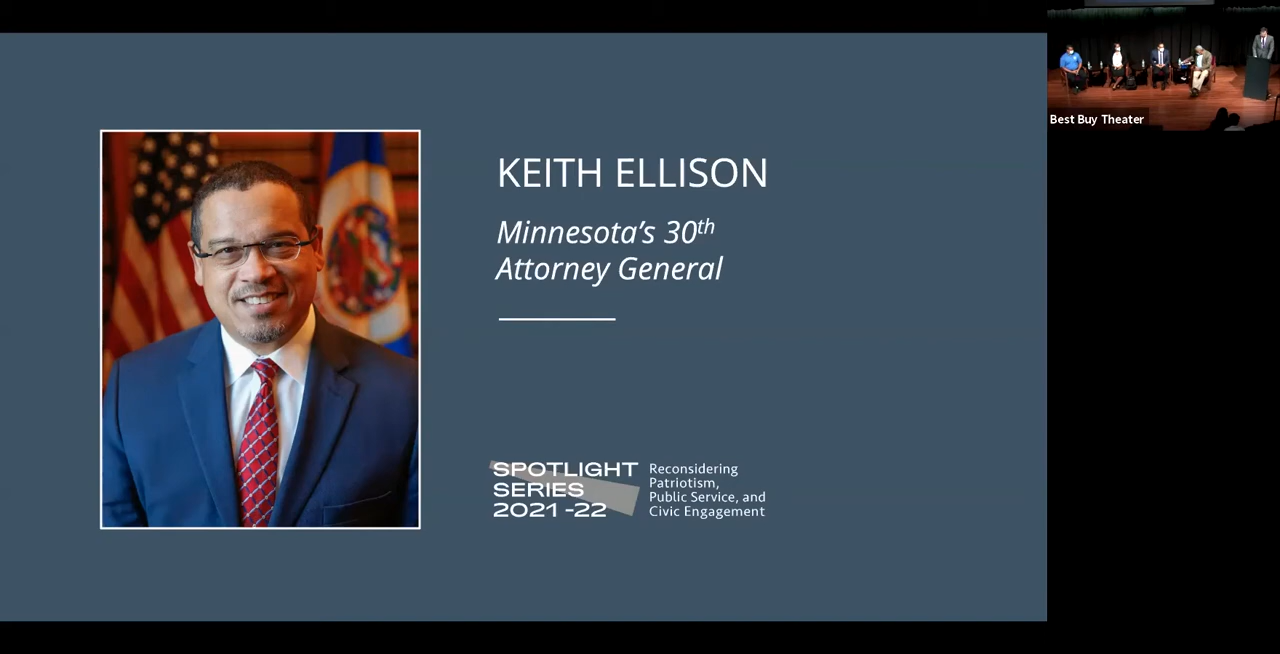 KEITH ELLISON
Minnesota’s 30th
Attorney General
SPOTLIGHT
SERIES
2021 -22
Reconsidering
Patriotism,
Public Service, and
Civic Engagement
Best Buy Theater